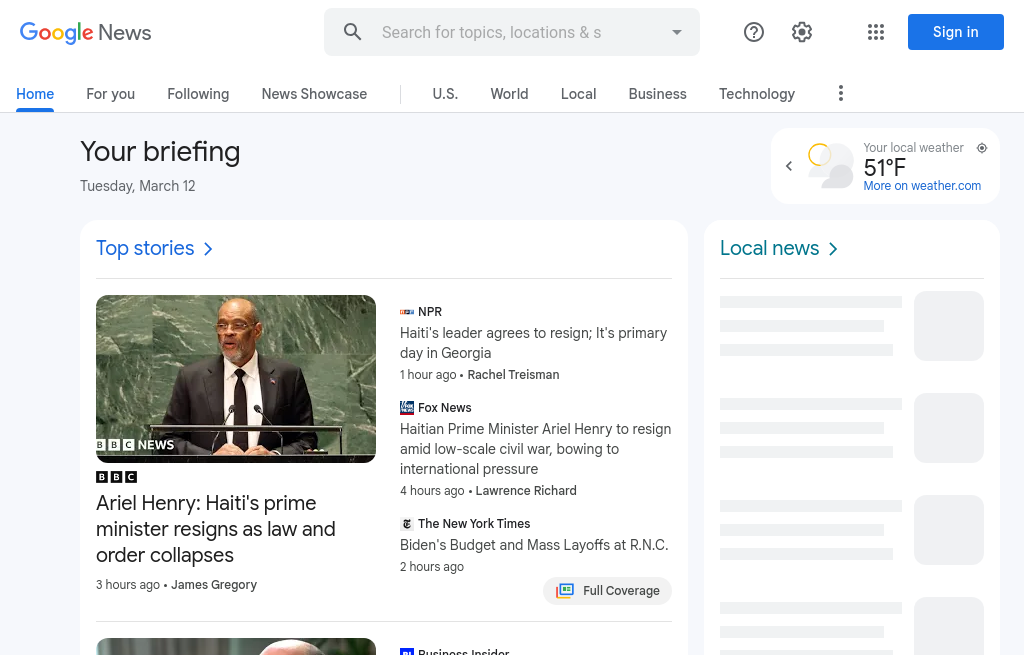 Google News
Search for topics, locations & s
Sign in
Home
For you
Following
News Showcase
U.S.
World
Local
Business
Technology
Your briefing
Tuesday, March 12
Your local weather
51°F
More on weather.com
Top stories
Local news
BBC NEWS
BBC
Ariel Henry: Haiti's prime
minister resigns as law and
order collapses
3 hours ago • James Gregory
NPR
Haiti's leader agrees to resign; It's primary
day in Georgia
1 hour ago • Rachel Treisman
Fox News
Haitian Prime Minister Ariel Henry to resign
amid low-scale civil war, bowing to
international pressure
4 hours ago • Lawrence Richard
The New York Times
Biden's Budget and Mass Layoffs at R.N.C.
2 hours ago
Full Coverage
Business Insider